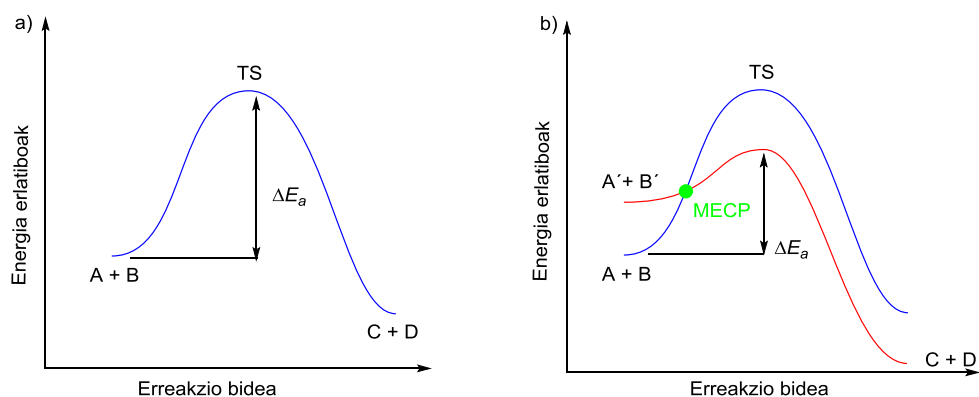 a)
TS
Energia erlatiboak
ΔEa
A + B
C + D
Erreakzio bidea
b)
TS
Energia erlatiboak
A´+ B´
MECP
ΔEa
A + B
C + D
Erreakzio bidea